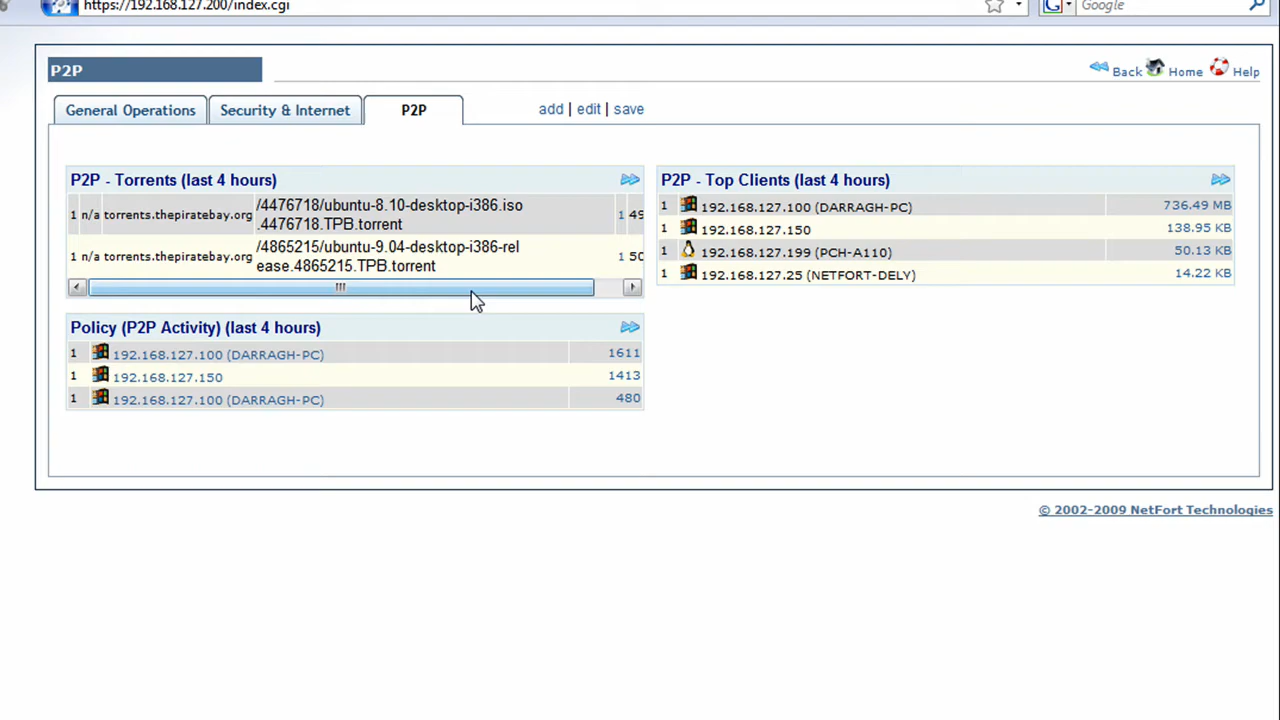 https://192.168.127.200/index.cgi
Google
P2P
Back Home Help
General Operations Security & Internet P2P add | edit | save
P2P - Torrents (last 4 hours)
1 n/a torrents.thepiratebay.org /4476718/ubuntu-8.10-desktop-i386.iso
.4476718.TPB.torrent 1 49
1 n/a torrents.thepiratebay.org /4865215/ubuntu-9.04-desktop-i386-rel
ease.4865215.TPB.torrent 1 50
Policy (P2P Activity) (last 4 hours)
1 192.168.127.100 (DARRAGH-PC) 1611
1 192.168.127.150 1413
1 192.168.127.100 (DARRAGH-PC) 480
P2P - Top Clients (last 4 hours)
1 192.168.127.100 (DARRAGH-PC) 736.49 MB
1 192.168.127.150 138.95 KB
1 192.168.127.199 (PCH-A110) 50.13 KB
1 192.168.127.25 (NETFORT-DELY) 14.22 KB
© 2002-2009 NetFort Technologies